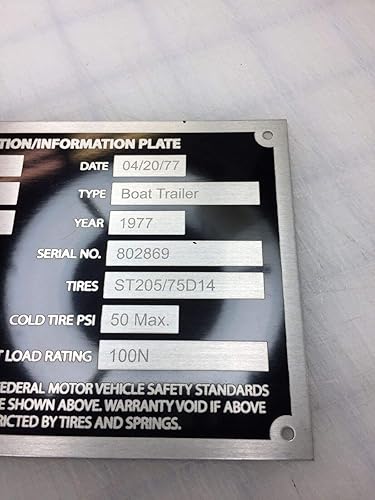 TION/INFORMATION PLATE
DATE 04/20/77
TYPE Boat Trailer
YEAR 1977
SERIAL NO. 802869
TIRES ST205/75D14
COLD TIRE PSI 50 Max.
T LOAD RATING 100N
FEDERAL MOTOR VEHICLE SAFETY STANDARDS
E SHOWN ABOVE. WARRANTY VOID IF ABOVE
RICTED BY TIRES AND SPRINGS.